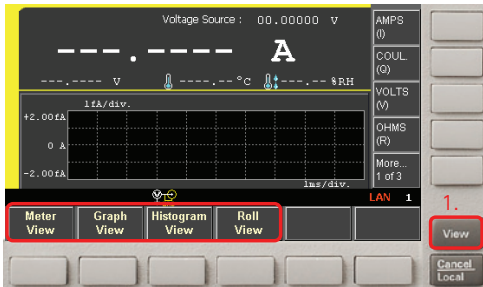 Voltage Source : 00.00000 V
---.---- A
---.---- V ----.--°C ---.-- %RH
1fA/div.
+2.00fA
0 A
-2.00fA
1ms/div.
AMPS
(I)
COUL.
(Q)
VOLTS
(V)
OHMS
(R)
More...
1 of 3
LAN 1
Meter
View
Graph
View
Histogram
View
Roll
View
1.
View
Cancel
Local